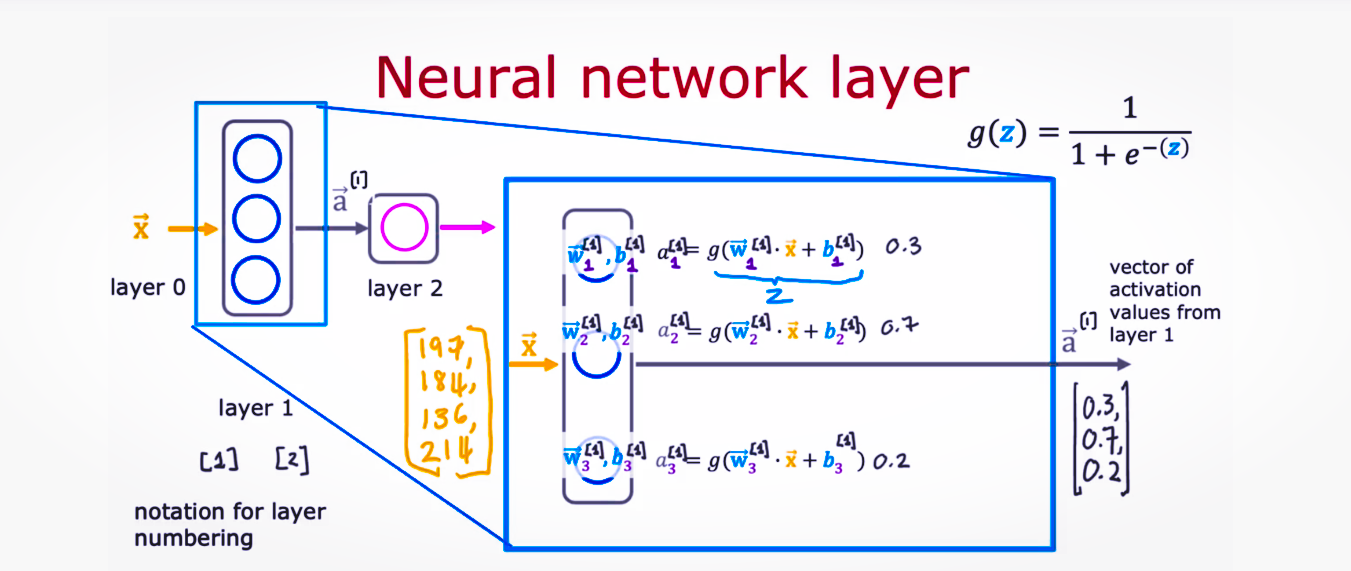 Neural network layer
g(z) = 1 / (1 + e^-(z))
x⃗
layer 0
a⃗^[1]
layer 2
layer 1
[1] [2]
notation for layer
numbering
[197,
184,
136,
214]
x⃗
w⃗₁^[1], b₁^[1] a₁^[1] = g(w⃗₁^[1] · x⃗ + b₁^[1]) 0.3
z
w⃗₂^[1], b₂^[1] a₂^[1] = g(w⃗₂^[1] · x⃗ + b₂^[1]) 0.7
w⃗₃^[1], b₃^[1] a₃^[1] = g(w⃗₃^[1] · x⃗ + b₃^[1]) 0.2
vector of
activation
values from
layer 1
a⃗^[1]
[0.3,
0.7,
0.2]